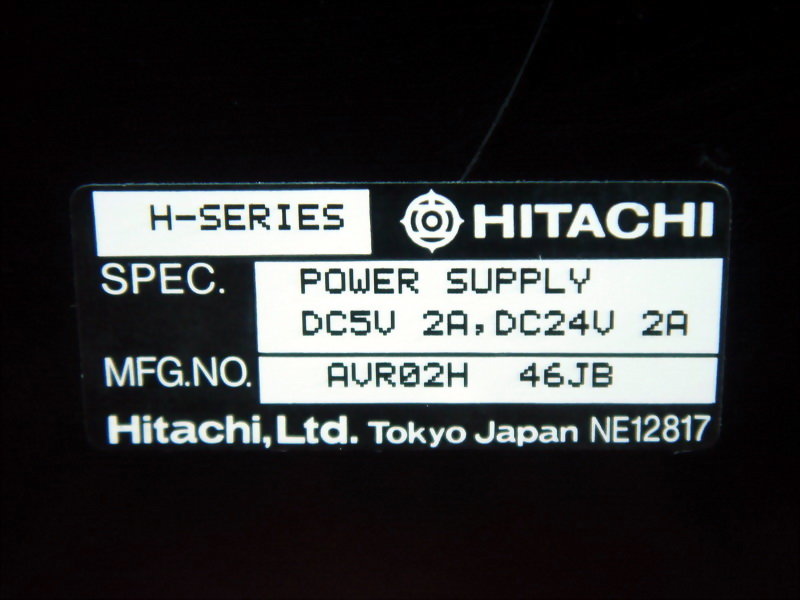 H-SERIES HITACHI
SPEC. POWER SUPPLY
DC5V 2A, DC24V 2A
MFG.NO. AVR02H 46JB
Hitachi,Ltd. Tokyo Japan NE12817